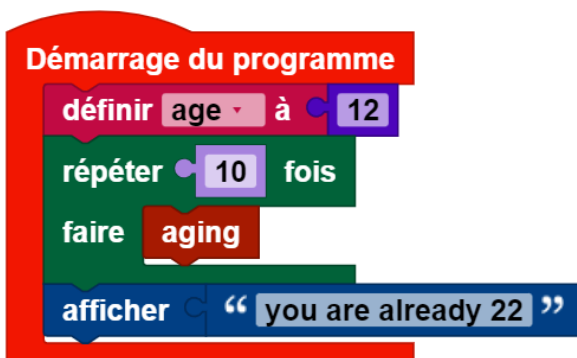 Démarrage du programme
définir age à 12
répéter 10 fois
faire aging
afficher “ you are already 22 ”